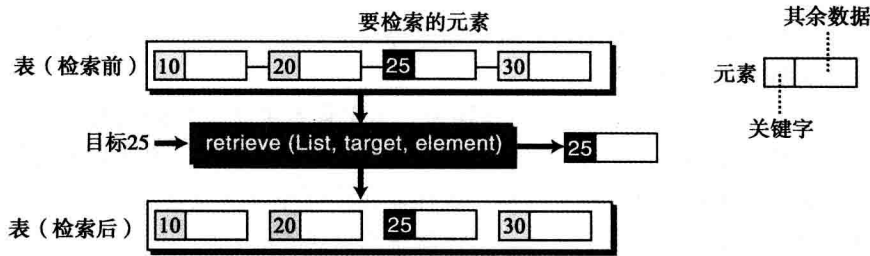 要检索的元素
其余数据
表（检索前）
10 20 25 30
元素
关键字
目标25
retrieve (List, target, element)
25
表（检索后）
10 20 25 30